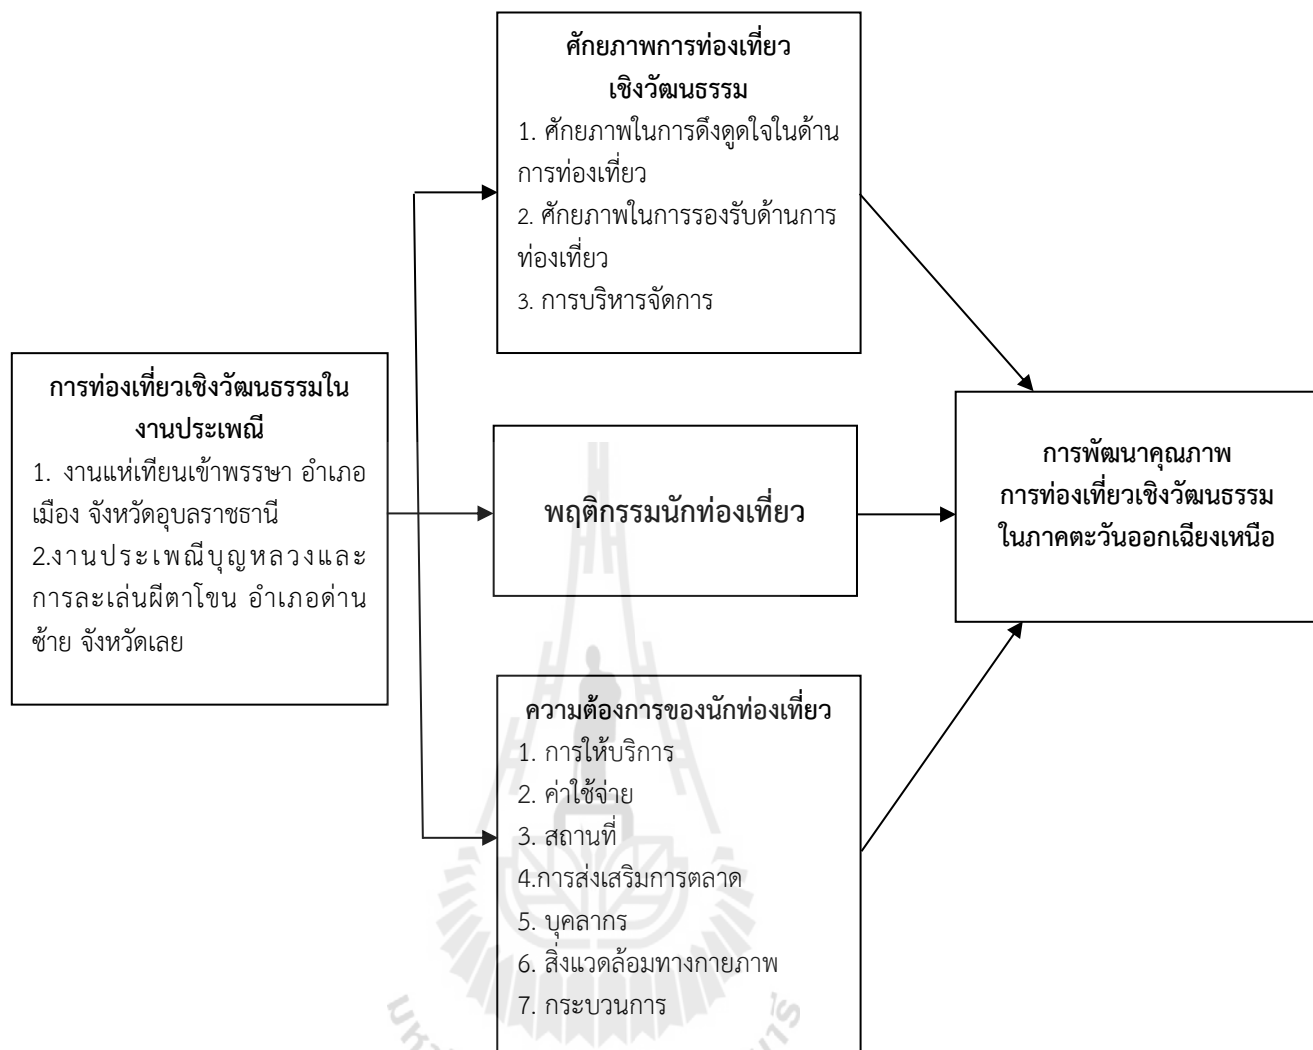 ศักยภาพการท่องเที่ยว
เชิงวัฒนธรรม
1. ศักยภาพในการดึงดูดใจในด้าน
การท่องเที่ยว
2. ศักยภาพในการรองรับด้านการ
ท่องเที่ยว
3. การบริหารจัดการ
การท่องเที่ยวเชิงวัฒนธรรมใน
งานประเพณี
1. งานแห่เทียนเข้าพรรษา อำเภอ
เมือง จังหวัดอุบลราชธานี
2.งานประเพณีบุญหลวงและ
การละเล่นผีตาโขน อำเภอด่าน
ซ้าย จังหวัดเลย
พฤติกรรมนักท่องเที่ยว
ความต้องการของนักท่องเที่ยว
1. การให้บริการ
2. ค่าใช้จ่าย
3. สถานที่
4.การส่งเสริมการตลาด
5. บุคลากร
6. สิ่งแวดล้อมทางกายภาพ
7. กระบวนการ
การพัฒนาคุณภาพ
การท่องเที่ยวเชิงวัฒนธรรม
ในภาคตะวันออกเฉียงเหนือ